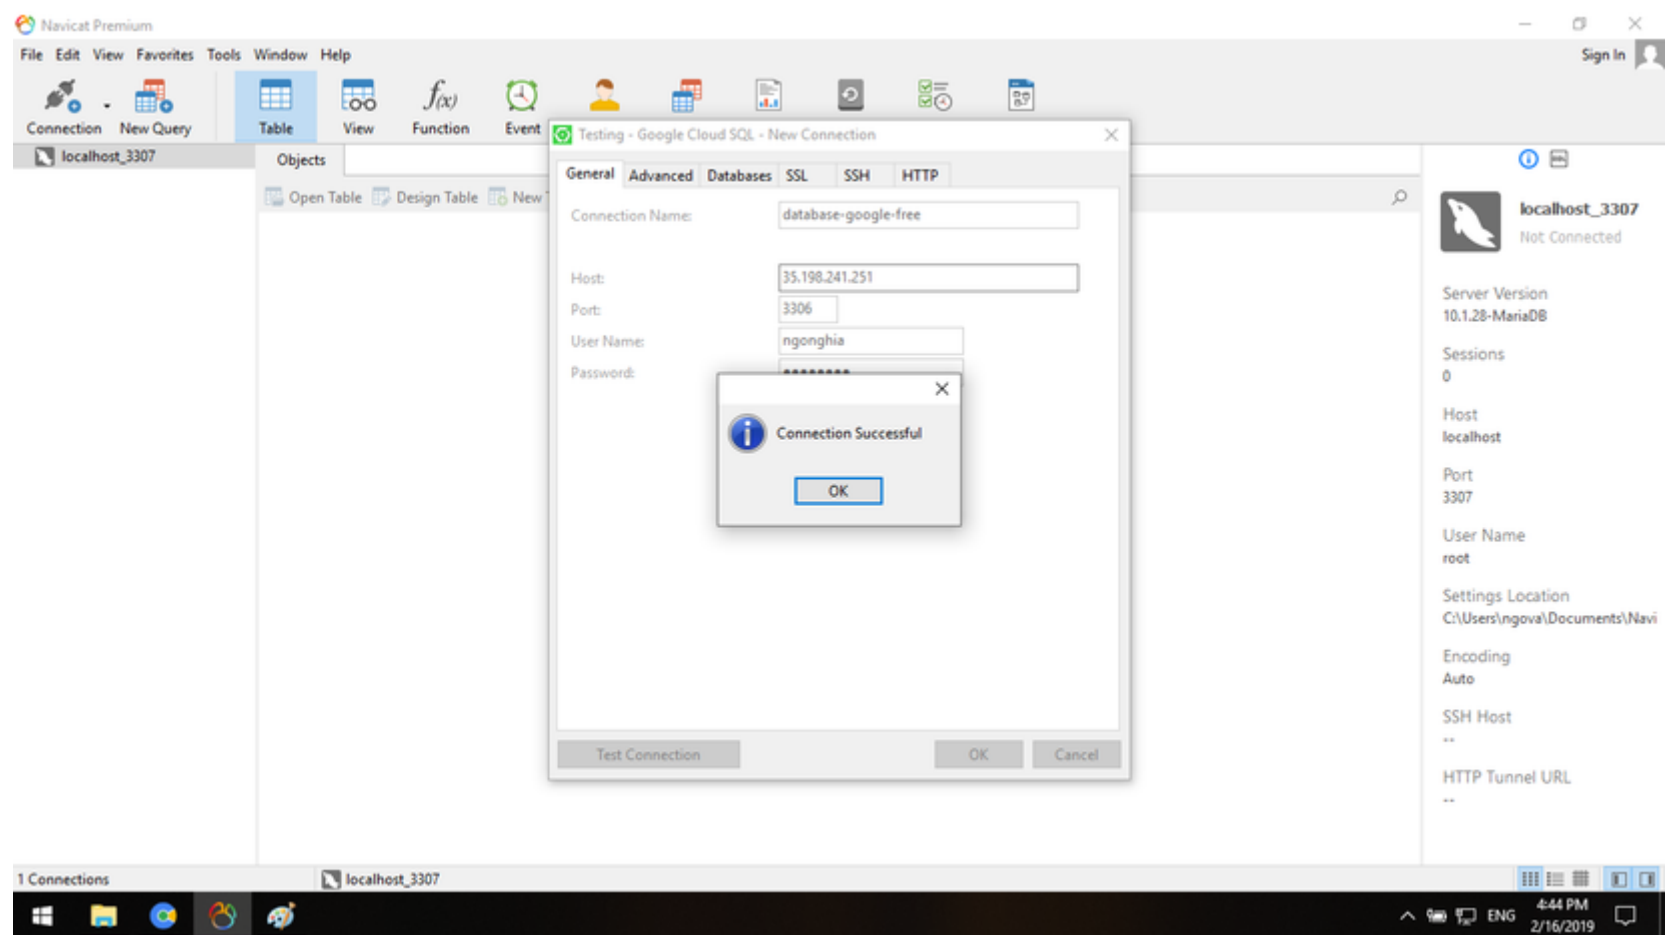 Navicat Premium
File Edit View Favorites Tools Window Help
Sign In
Connection New Query Table View Function Event
f(x)
Testing - Google Cloud SQL - New Connection
localhost_3307
Objects
General Advanced Databases SSL SSH HTTP
Open Table Design Table New
Connection Name: database-google-free
Host: 35.198.241.251
Port: 3306
User Name: ngonghia
Password:
Connection Successful
OK
Test Connection OK Cancel
localhost_3307
Not Connected
Server Version
10.1.28-MariaDB
Sessions
0
Host
localhost
Port
3307
User Name
root
Settings Location
C:\Users\ngova\Documents\Navi
Encoding
Auto
SSH Host
--
HTTP Tunnel URL
--
1 Connections
localhost_3307
ENG
4:44 PM
2/16/2019